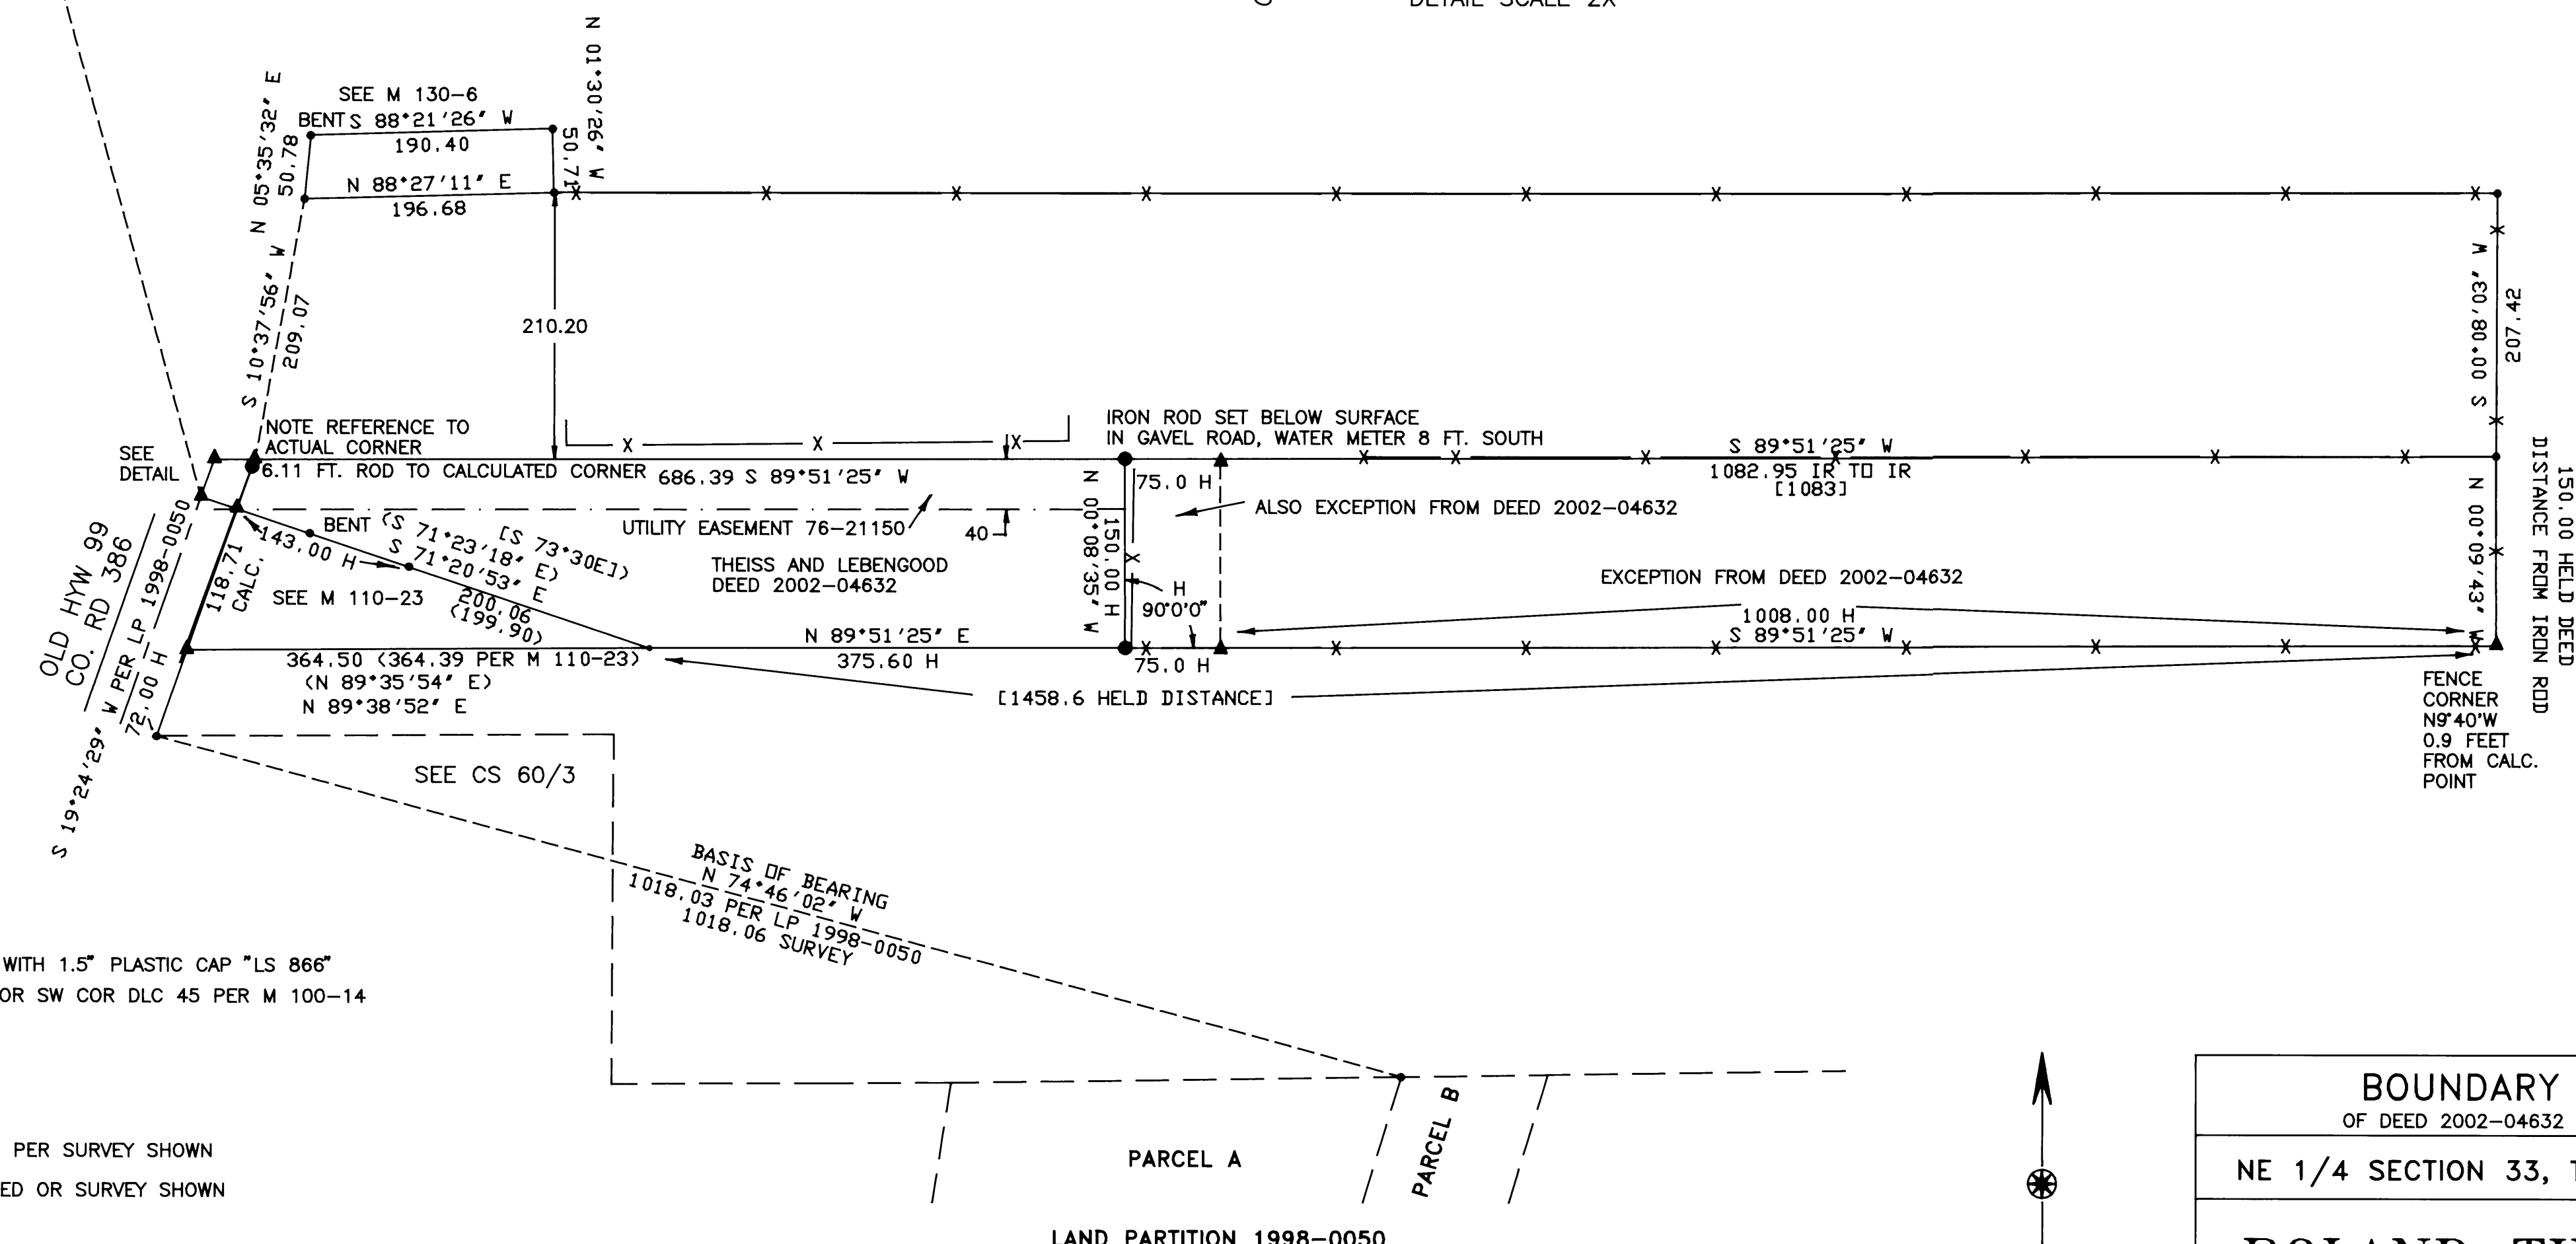 DETAIL SCALE 2X
N 01°30'26" W
50.71
SEE M 130-6
BENT S 88°21'26" W
190.40
N 05°35'32" E
50.78
N 88°27'11" E
196.68
S 10°37'56" W
209.07
210.20
S 00°08'03" W
207.42
NOTE REFERENCE TO
ACTUAL CORNER
6.11 FT. ROD TO CALCULATED CORNER
686.39 S 89°51'25" W
SEE
DETAIL
IRON ROD SET BELOW SURFACE
IN GAVEL ROAD, WATER METER 8 FT. SOUTH
S 89°51'25" W
1082.95 IR TO IR
[1083]
75.0 H
ALSO EXCEPTION FROM DEED 2002-04632
N 00°08'35" W
150.00 H
H
90°0'0"
UTILITY EASEMENT 76-21150
40
THEISS AND LEBENGOOD
DEED 2002-04632
BENT
143.00 H
[S 73°30E])
(S 71°23'18" E)
S 71°20'53" E
200.06
(199.90)
SEE M 110-23
118.71
CALC.
OLD HYW 99
CO. RD 386
S 19°24'29" W PER LP 1998-0050
72.00 H
364.50 (364.39 PER M 110-23)
(N 89°35'54" E)
N 89°38'52" E
N 89°51'25" E
375.60 H
75.0 H
EXCEPTION FROM DEED 2002-04632
1008.00 H
S 89°51'25" W
[1458.6 HELD DISTANCE]
N 00°09'43" W
150.00 HELD DEED
DISTANCE FROM IRON ROD
FENCE
CORNER
N9°40'W
0.9 FEET
FROM CALC.
POINT
SEE CS 60/3
BASIS OF BEARING
N 74°46'02" W
1018.03 PER LP 1998-0050
1018.06 SURVEY
WITH 1.5" PLASTIC CAP "LS 866"
OR SW COR DLC 45 PER M 100-14
PER SURVEY SHOWN
ED OR SURVEY SHOWN
PARCEL A
PARCEL B
LAND PARTITION 1998-0050
BOUNDARY
OF DEED 2002-04632
NE 1/4 SECTION 33, T